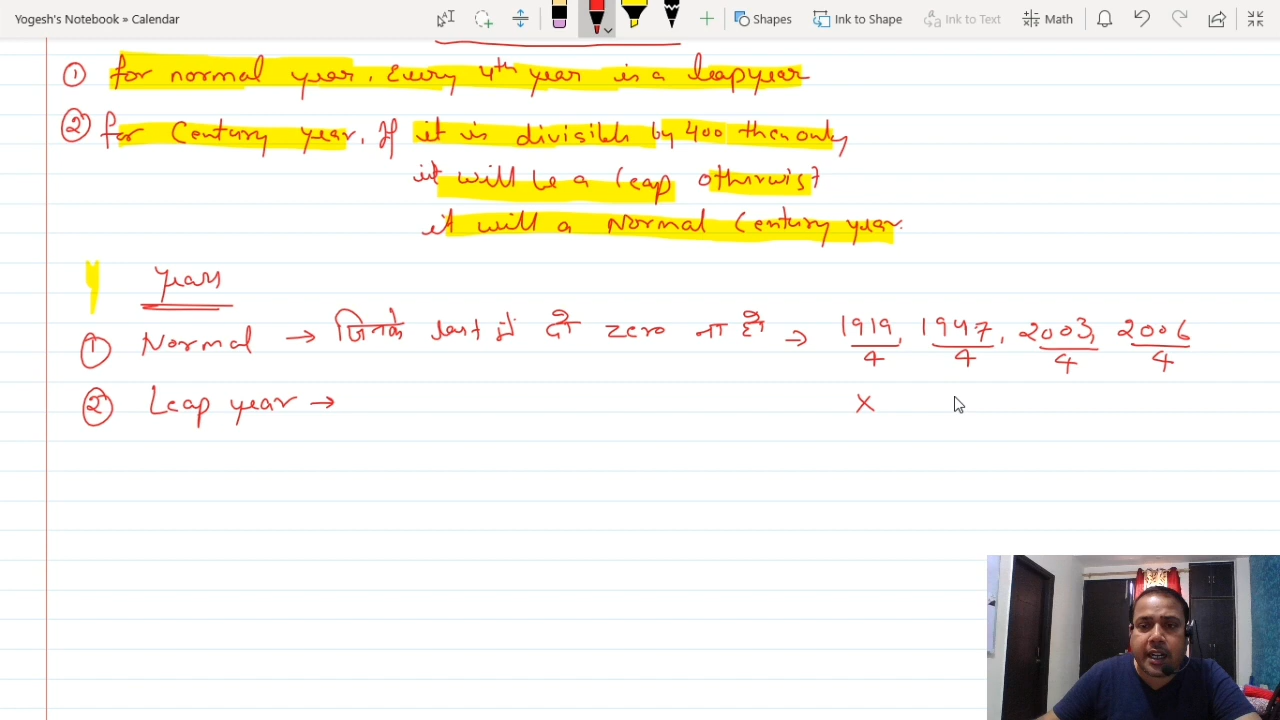 Yogesh's Notebook » Calendar
Shapes Ink to Shape Ink to Text Math
① for normal year, Every 4th year is a leapyear
② for Century year, If it is divisible by 400 then only
it will be a leap otherwise
it will a Normal Century year.
years
① Normal → जिनके last में दो zero ना हो → 1919/4, 1947/4, 2003/4, 2006/4
② Leap year → x